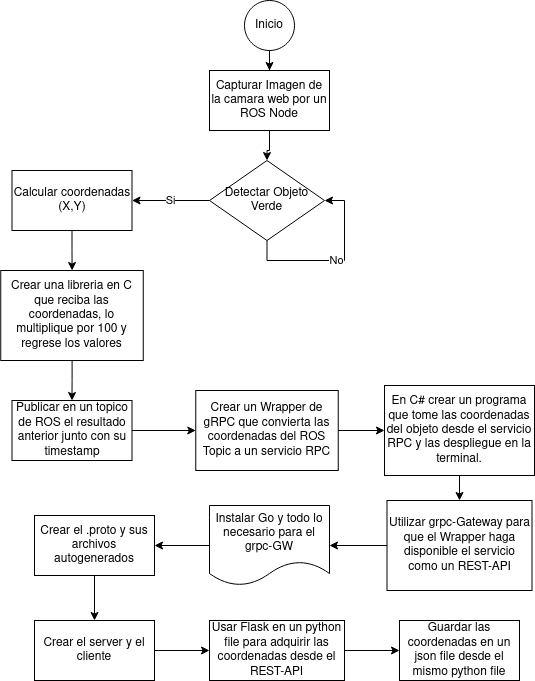 Inicio
Capturar Imagen de
la camara web por un
ROS Node
Detectar Objeto
Verde
Si
No
Calcular coordenadas
(X,Y)
Crear una libreria en C
que reciba las
coordenadas, lo
multiplique por 100 y
regrese los valores
Publicar en un topico
de ROS el resultado
anterior junto con su
timestamp
Crear un Wrapper de
gRPC que convierta las
coordenadas del ROS
Topic a un servicio RPC
En C# crear un programa
que tome las coordenadas
del objeto desde el servicio
RPC y las despliegue en la
terminal.
Utilizar grpc-Gateway para
que el Wrapper haga
disponible el servicio
como un REST-API
Instalar Go y todo lo
necesario para el
grpc-GW
Crear el .proto y sus
archivos
autogenerados
Crear el server y el
cliente
Usar Flask en un python
file para adquirir las
coordenadas desde el
REST-API
Guardar las
coordenadas en un
json file desde el
mismo python file